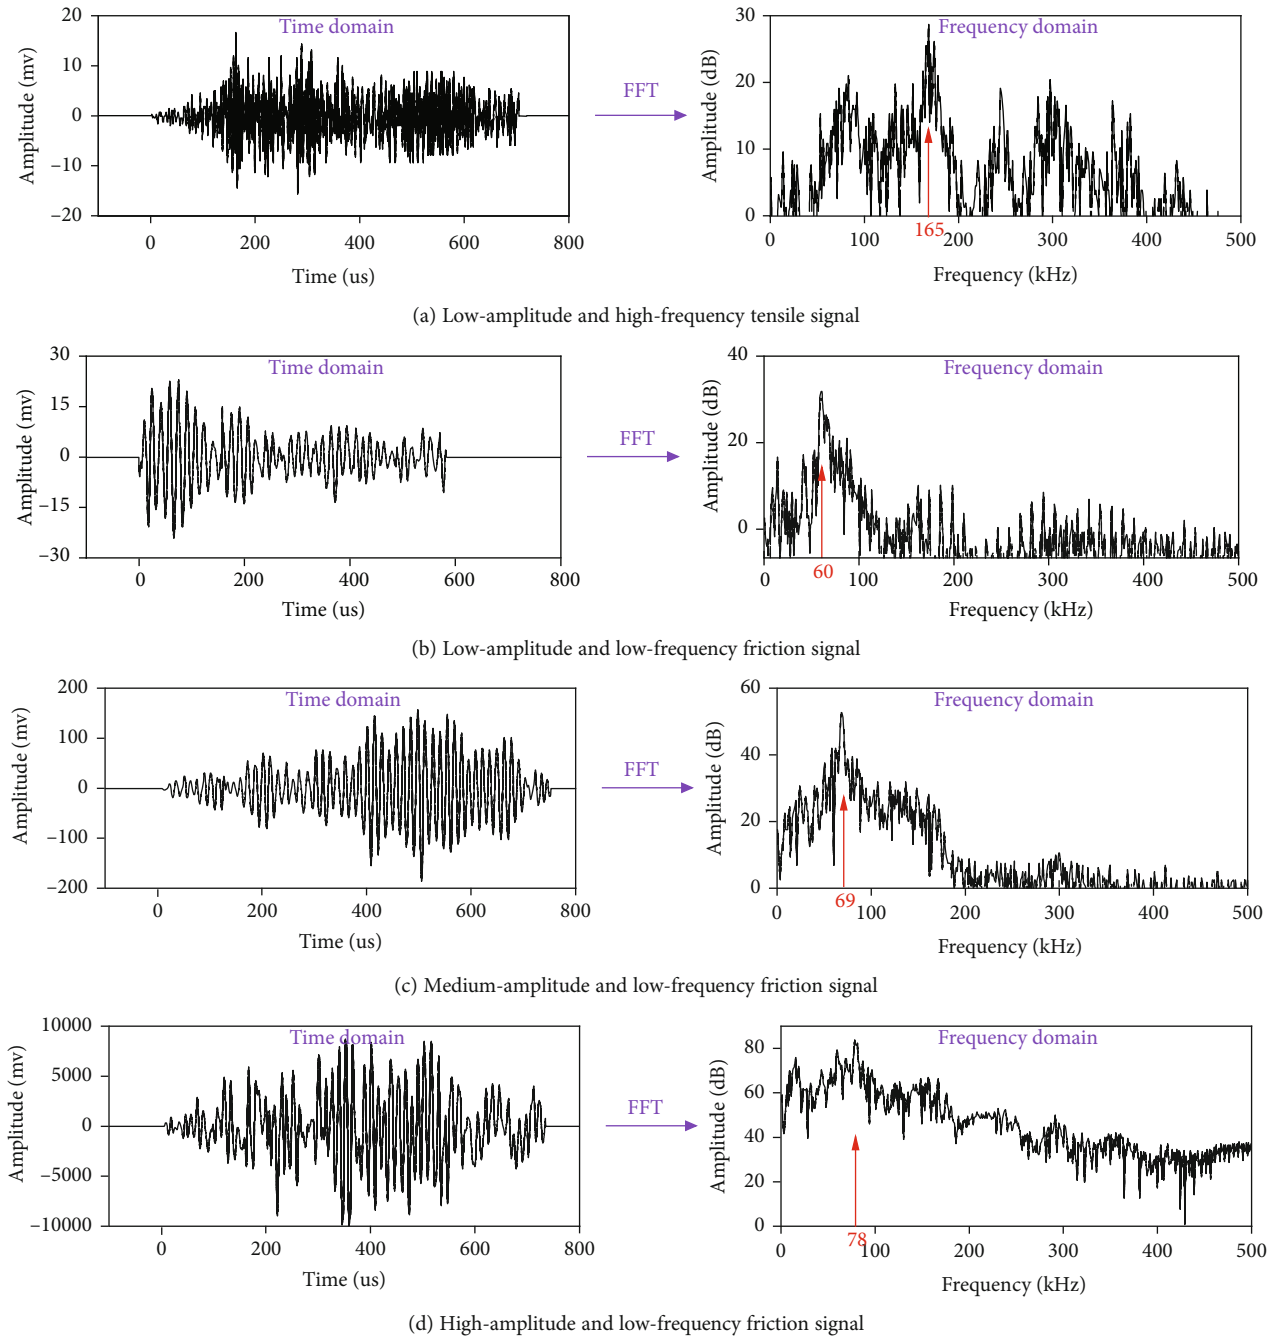 Time domain
Frequency domain
Amplitude (mv)
20
10
0
–10
–20
0 200 400 600 800
Time (us)
FFT
Amplitude (dB)
30
20
10
0
165
0 100 200 300 400 500
Frequency (kHz)
(a) Low-amplitude and high-frequency tensile signal
Time domain
Frequency domain
Amplitude (mv)
30
15
0
–15
–30
0 200 400 600 800
Time (us)
FFT
Amplitude (dB)
40
20
0
60
0 100 200 300 400 500
Frequency (kHz)
(b) Low-amplitude and low-frequency friction signal
Time domain
Frequency domain
Amplitude (mv)
200
100
0
–100
–200
0 200 400 600 800
Time (us)
FFT
Amplitude (dB)
60
40
20
0
69
0 100 200 300 400 500
Frequency (kHz)
(c) Medium-amplitude and low-frequency friction signal
Time domain
Frequency domain
Amplitude (mv)
10000
5000
0
–5000
–10000
0 200 400 600 800
Time (us)
FFT
Amplitude (dB)
80
60
40
20
0
78
0 100 200 300 400 500
Frequency (kHz)
(d) High-amplitude and low-frequency friction signal